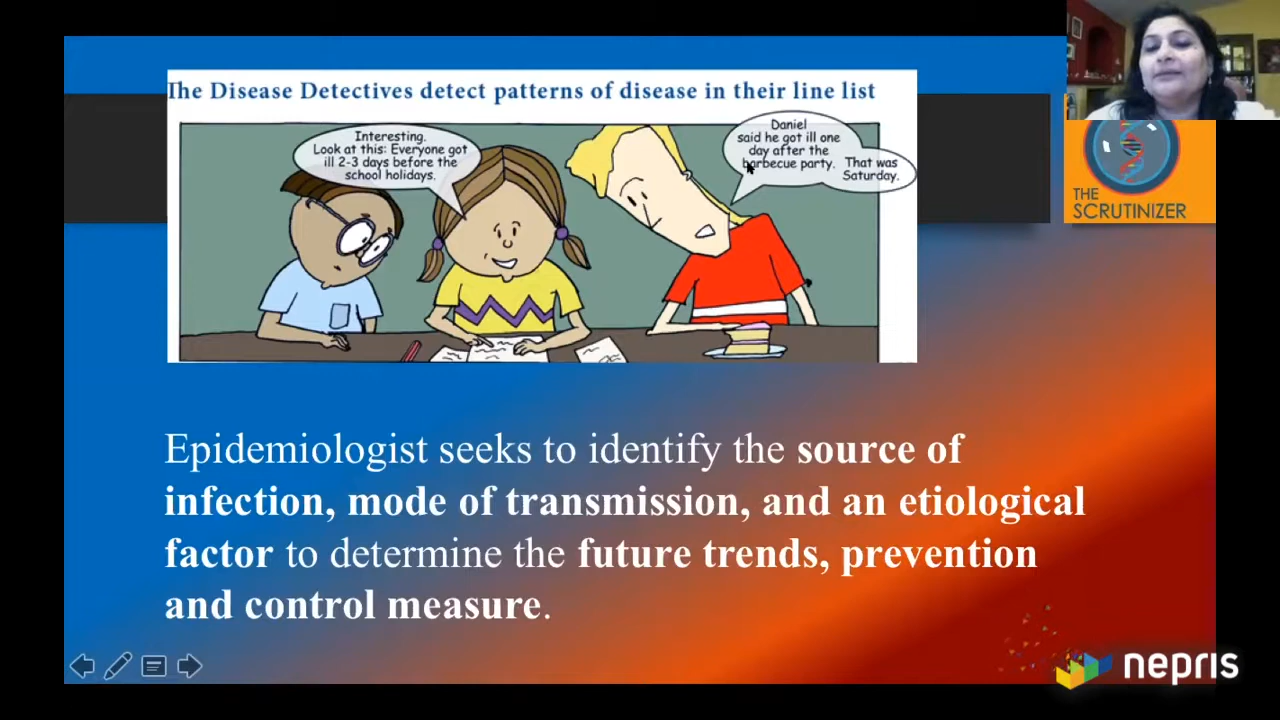 The Disease Detectives detect patterns of disease in their line list
Interesting.
Look at this: Everyone got
ill 2-3 days before the
school holidays.
Daniel
said he got ill one
day after the
barbecue party.
That was
Saturday.
THE
SCRUTINIZER
Epidemiologist seeks to identify the source of
infection, mode of transmission, and an etiological
factor to determine the future trends, prevention
and control measure.
nepris